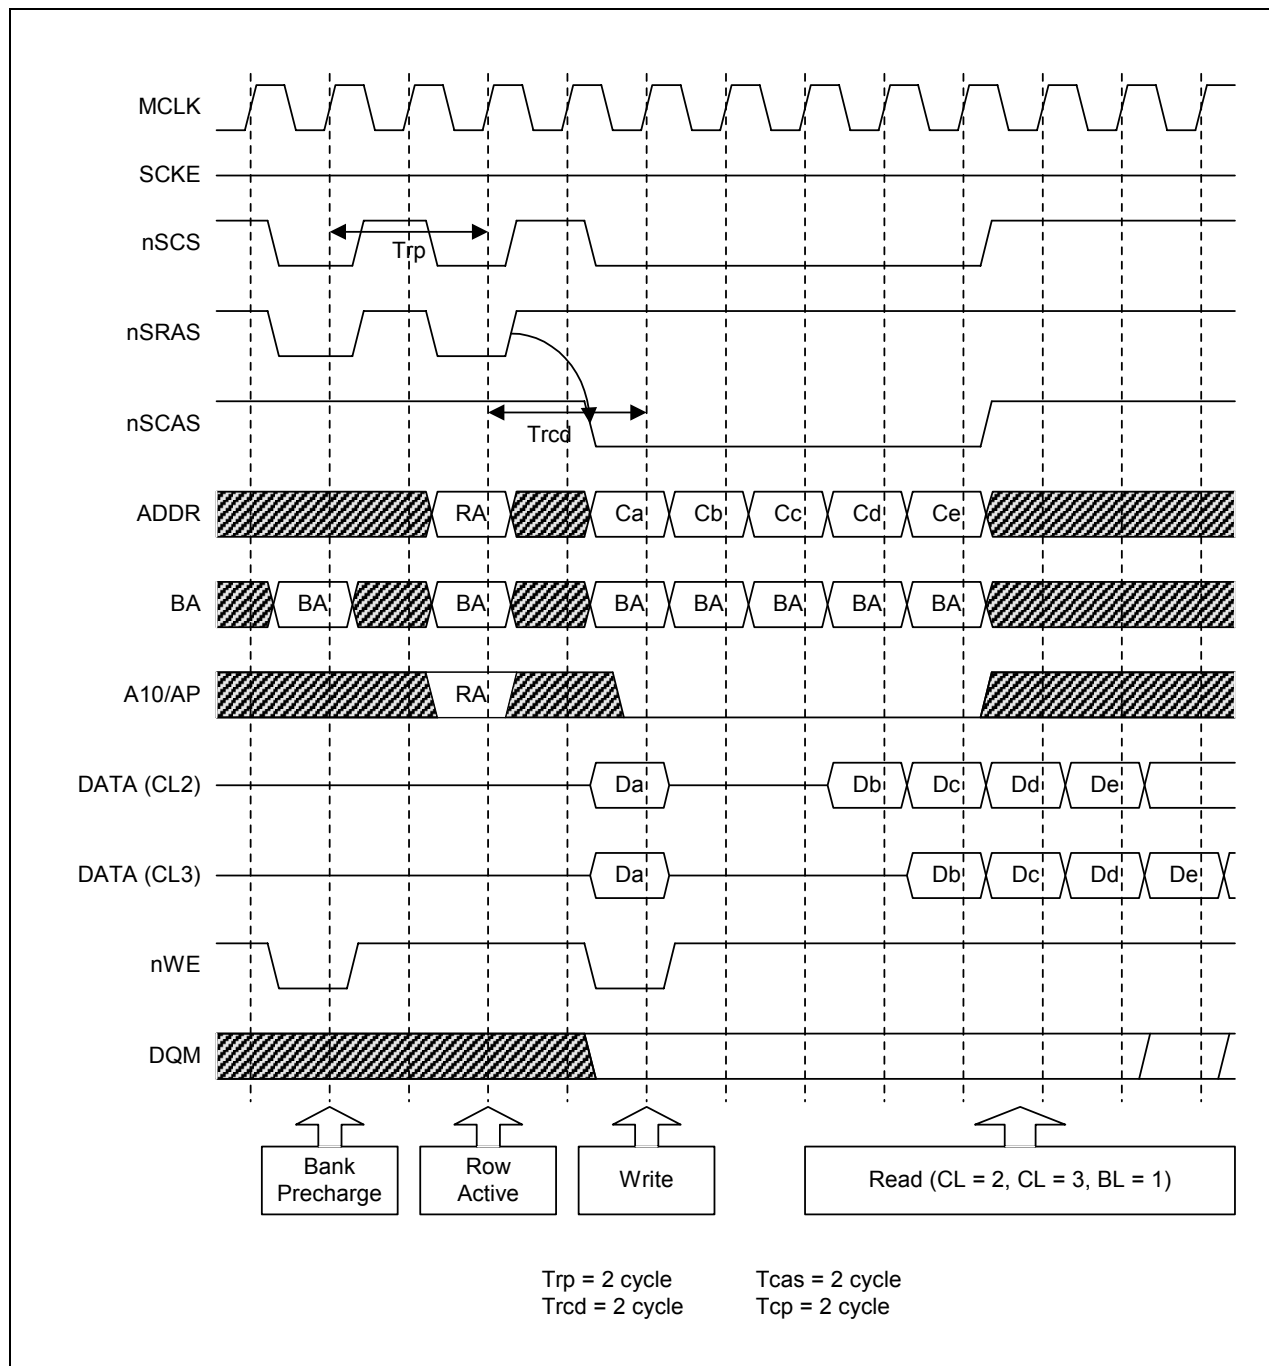 MCLK
SCKE
nSCS
Trp
nSRAS
nSCAS
Trcd
ADDR RA Ca Cb Cc Cd Ce
BA BA BA BA BA BA BA BA
A10/AP RA
DATA (CL2) Da Db Dc Dd De
DATA (CL3) Da Db Dc Dd De
nWE
DQM
Bank Precharge
Row Active
Write
Read (CL = 2, CL = 3, BL = 1)
Trp = 2 cycle Tcas = 2 cycle
Trcd = 2 cycle Tcp = 2 cycle